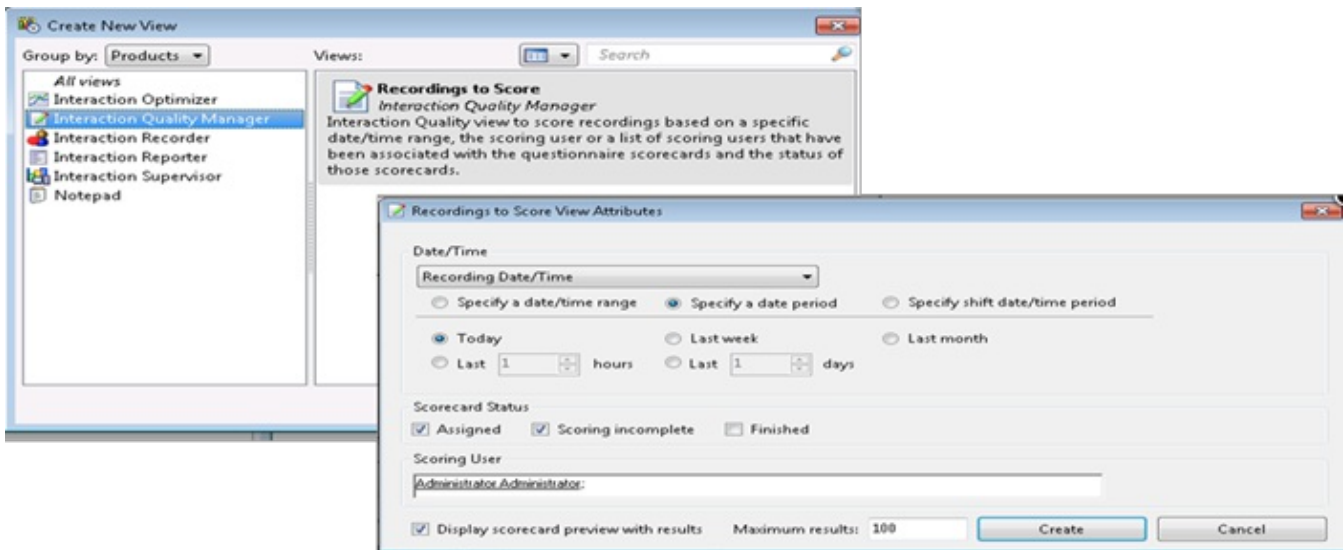 Create New View
Group by: Products
Views:
Search
All views
Interaction Optimizer
Interaction Quality Manager
Interaction Recorder
Interaction Reporter
Interaction Supervisor
Notepad
Recordings to Score
Interaction Quality Manager
Interaction Quality view to score recordings based on a specific
date/time range, the scoring user or a list of scoring users that have
been associated with the questionnaire scorecards and the status of
those scorecards.
Recordings to Score View Attributes
Date/Time
Recording Date/Time
Specify a date/time range Specify a date period Specify shift date/time period
Today Last week Last month
Last 1 hours Last 1 days
Scorecard Status
Assigned Scoring incomplete Finished
Scoring User
Administrator Administrator;
Display scorecard preview with results Maximum results: 100 Create Cancel